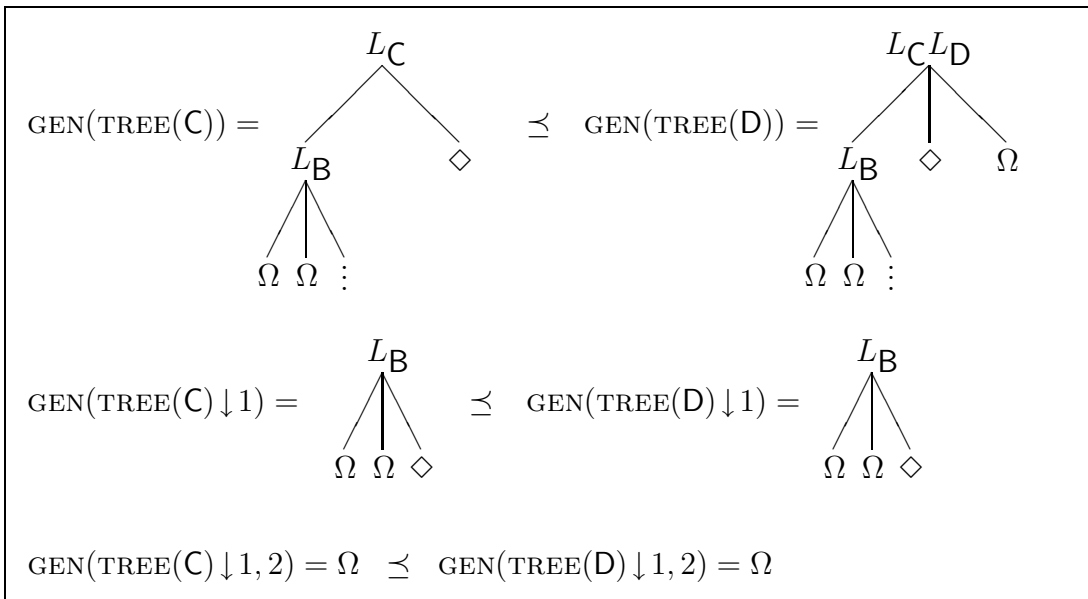 L_C L_C L_D
GEN(TREE(C)) = ⪯ GEN(TREE(D)) =
L_B ◇ L_B ◇ Ω
Ω Ω ⋮ Ω Ω ⋮
L_B L_B
GEN(TREE(C)↓1) = ⪯ GEN(TREE(D)↓1) =
Ω Ω ◇ Ω Ω ◇
GEN(TREE(C)↓1, 2) = Ω ⪯ GEN(TREE(D)↓1, 2) = Ω